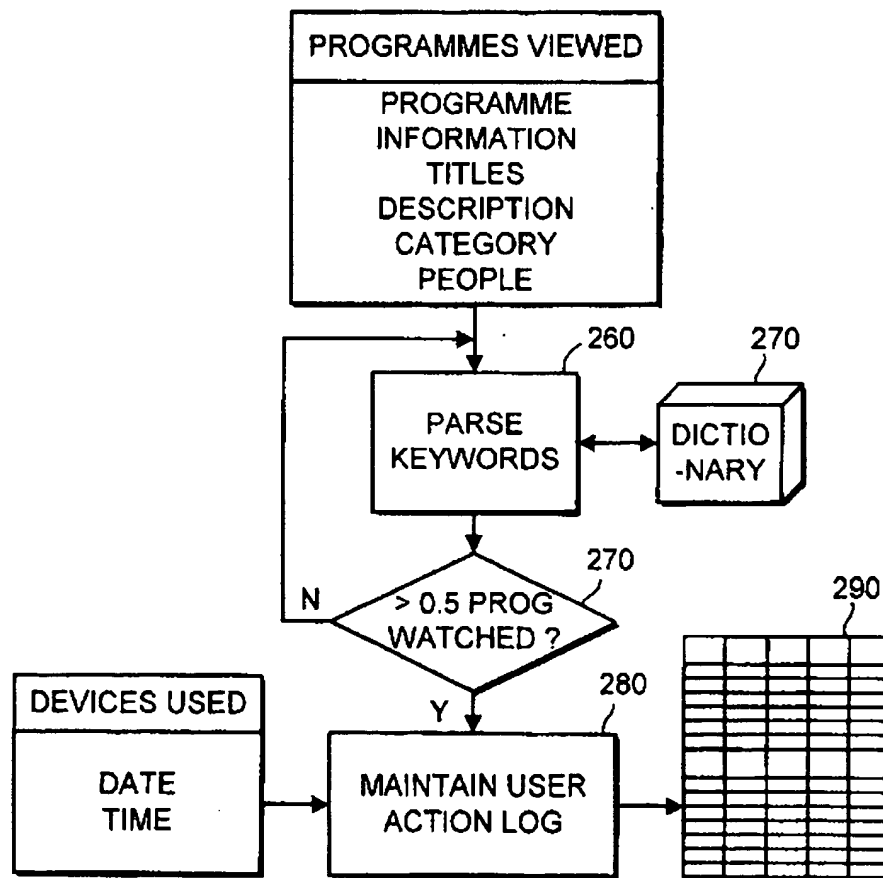 PROGRAMMES VIEWED
PROGRAMME
INFORMATION
TITLES
DESCRIPTION
CATEGORY
PEOPLE
260
270
PARSE
KEYWORDS
DICTIO
-NARY
270
N
> 0.5 PROG
WATCHED ?
290
Y
280
DEVICES USED
DATE
TIME
MAINTAIN USER
ACTION LOG